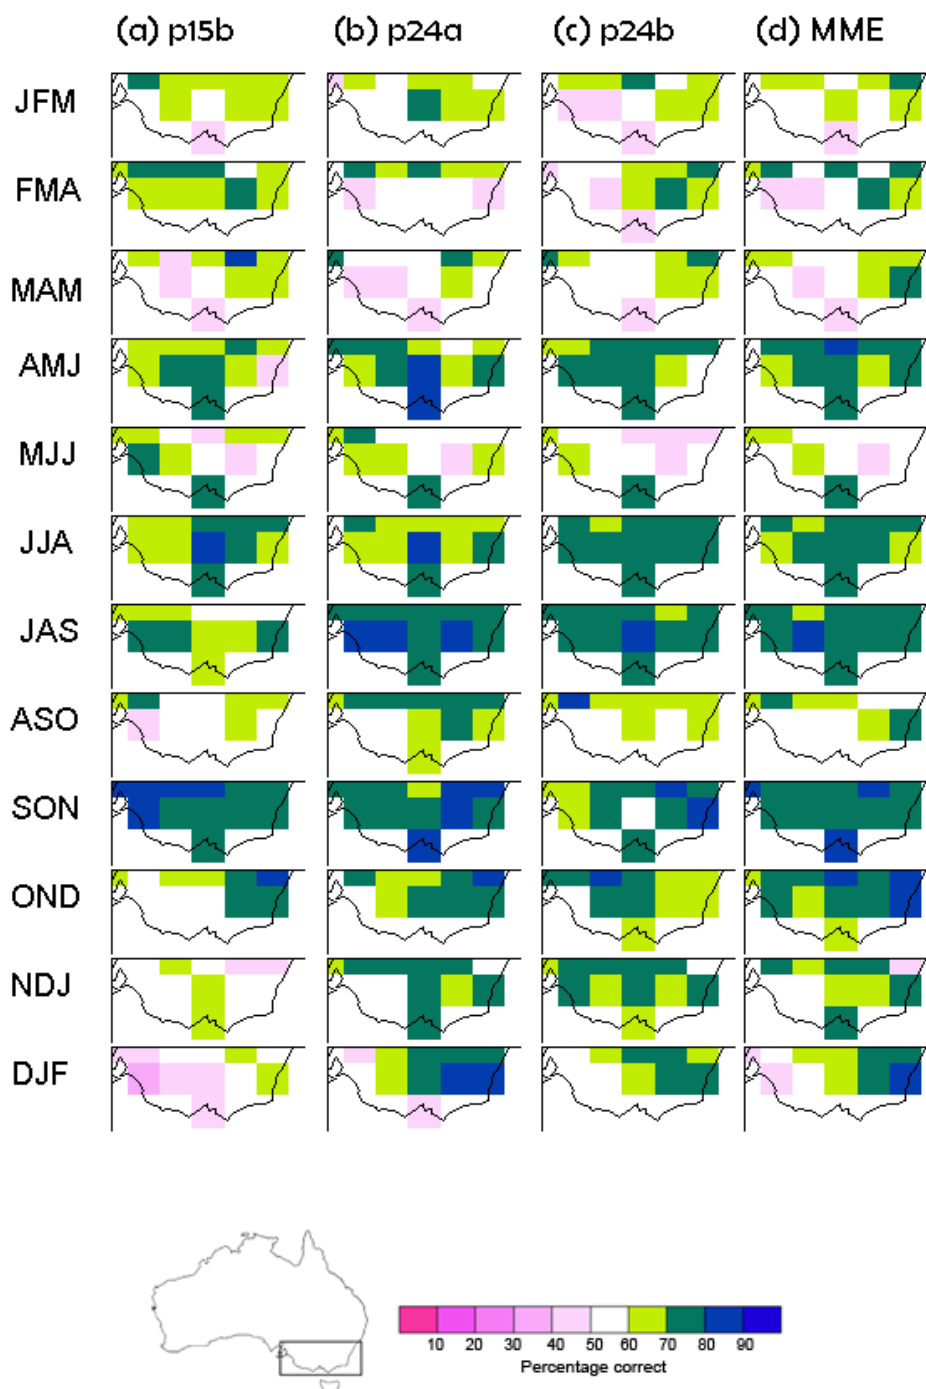 (a) p15b (b) p24a (c) p24b (d) MME
JFM
FMA
MAM
AMJ
MJJ
JJA
JAS
ASO
SON
OND
NDJ
DJF
10 20 30 40 50 60 70 80 90
Percentage correct